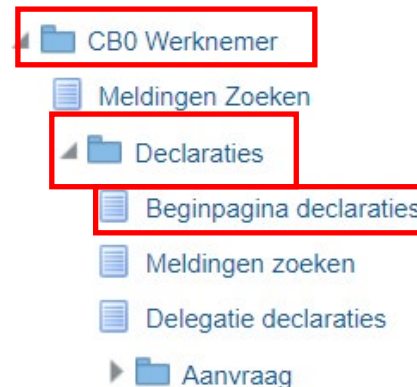 CB0 Werknemer
Meldingen Zoeken
Declaraties
Beginpagina declaraties
Meldingen zoeken
Delegatie declaraties
Aanvraag